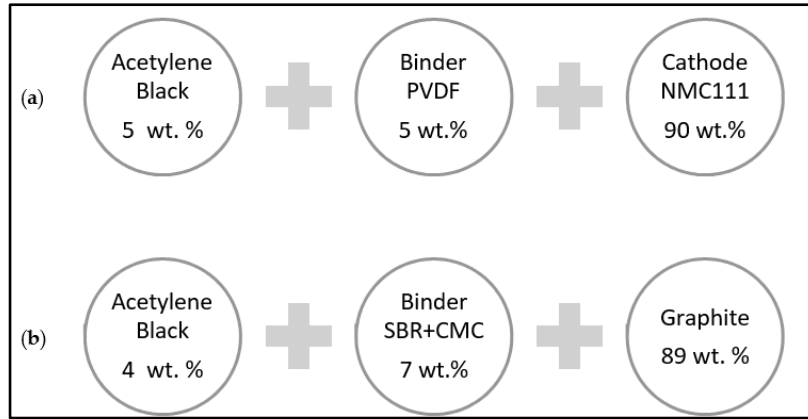 (a)
Acetylene
Black
5 wt. %
Binder
PVDF
5 wt.%
Cathode
NMC111
90 wt.%
(b)
Acetylene
Black
4 wt. %
Binder
SBR+CMC
7 wt.%
Graphite
89 wt. %